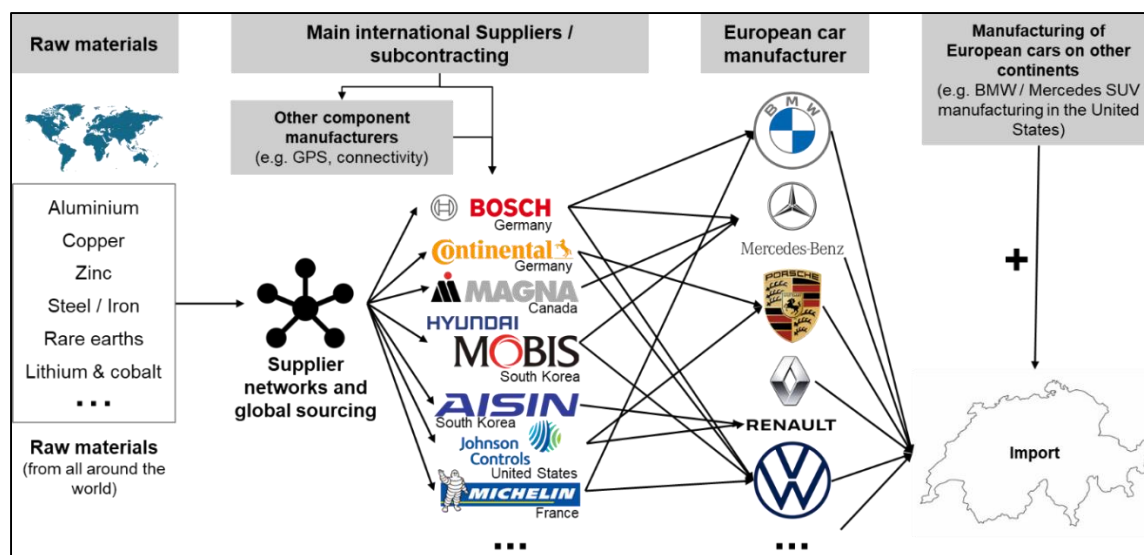 Raw materials
Aluminium
Copper
Zinc
Steel / Iron
Rare earths
Lithium & cobalt
...
Raw materials
(from all around the
world)
Main international Suppliers /
subcontracting
Other component
manufacturers
(e.g. GPS, connectivity)
Supplier
networks and
global sourcing
BOSCH
Germany
Continental
Germany
MAGNA
Canada
HYUNDAI
MOBIS
South Korea
AISIN
South Korea
Johnson
Controls
United States
MICHELIN
France
...
European car
manufacturer
BMW
Mercedes-Benz
PORSCHE
RENAULT
...
Manufacturing of
European cars on other
continents
(e.g. BMW / Mercedes SUV
manufacturing in the United
States)
+
Import